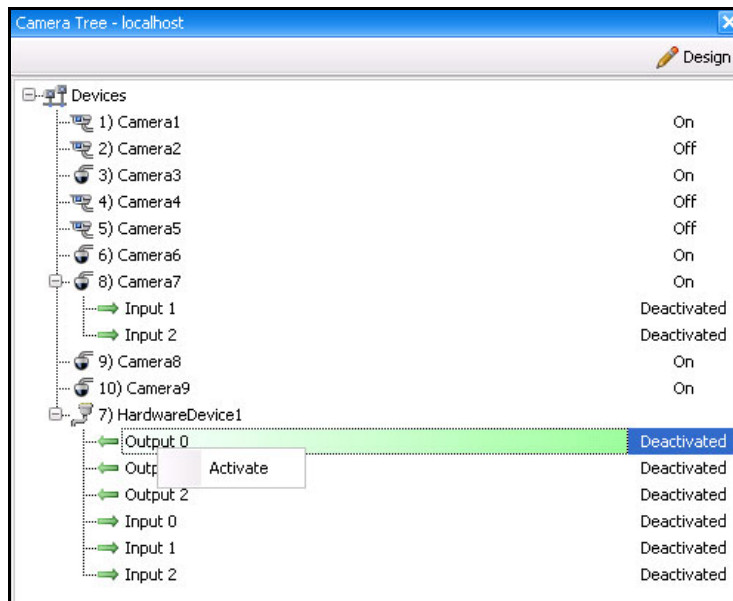 Camera Tree - localhost
Design
Devices
1) Camera1 On
2) Camera2 Off
3) Camera3 On
4) Camera4 Off
5) Camera5 Off
6) Camera6 On
8) Camera7 On
Input 1 Deactivated
Input 2 Deactivated
9) Camera8 On
10) Camera9 On
7) HardwareDevice1
Output 0 Deactivated
Activate
Deactivated
Output 2 Deactivated
Input 0 Deactivated
Input 1 Deactivated
Input 2 Deactivated